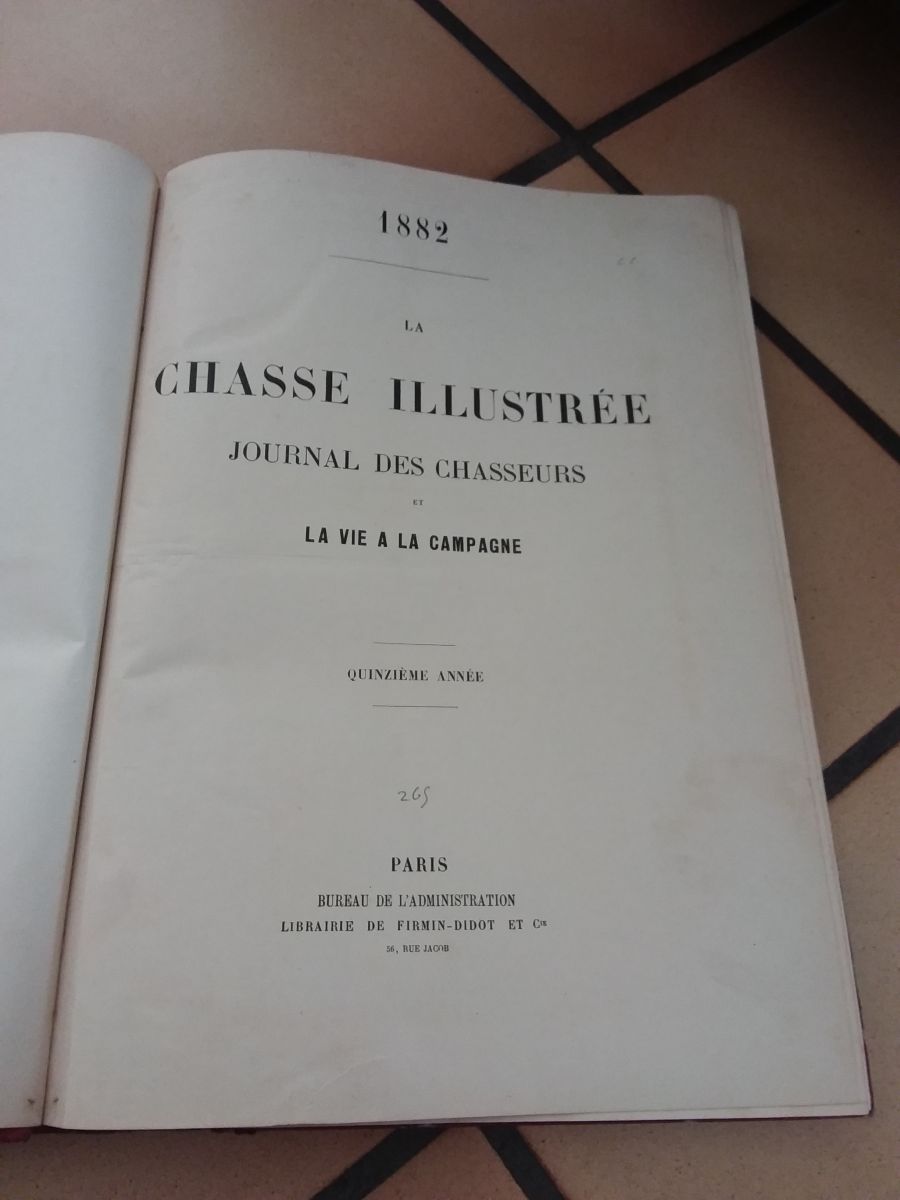 1882
LA
CHASSE ILLUSTRÉE
JOURNAL DES CHASSEURS
ET
LA VIE A LA CAMPAGNE
QUINZIÈME ANNÉE
265
PARIS
BUREAU DE L'ADMINISTRATION
LIBRAIRIE DE FIRMIN-DIDOT ET Cie
56, RUE JACOB